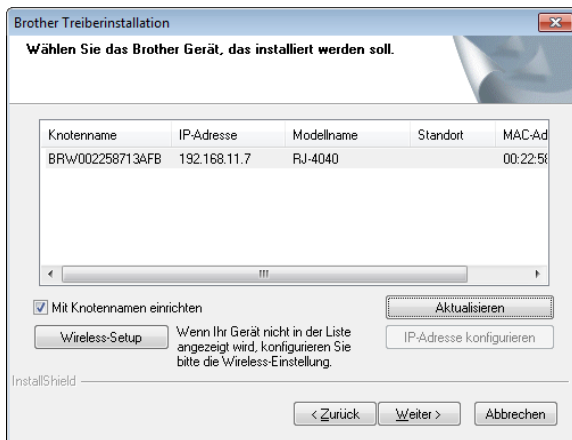 Brother Treiberinstallation
Wählen Sie das Brother Gerät, das installiert werden soll.
Knotenname IP-Adresse Modellname Standort MAC-Ad
BRW002258713AFB 192.168.11.7 RJ-4040 00:22:58
Mit Knotennamen einrichten
Aktualisieren
Wireless-Setup
Wenn Ihr Gerät nicht in der Liste
angezeigt wird, konfigurieren Sie
bitte die Wireless-Einstellung.
IP-Adresse konfigurieren
InstallShield
< Zurück
Weiter >
Abbrechen